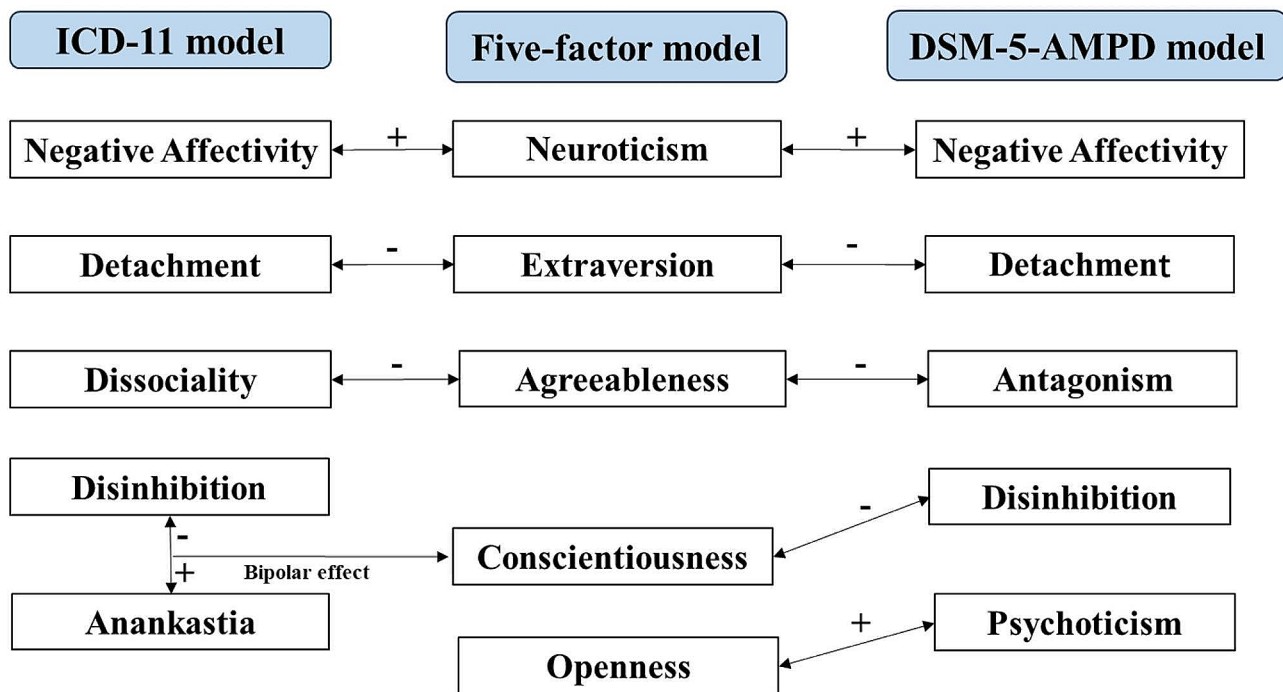 ICD-11 model
Five-factor model
DSM-5-AMPD model
Negative Affectivity
+
Neuroticism
+
Negative Affectivity
Detachment
-
Extraversion
-
Detachment
Dissociality
-
Agreeableness
-
Antagonism
Disinhibition
-
Disinhibition
-
+
Bipolar effect
Conscientiousness
Anankastia
+
Psychoticism
Openness